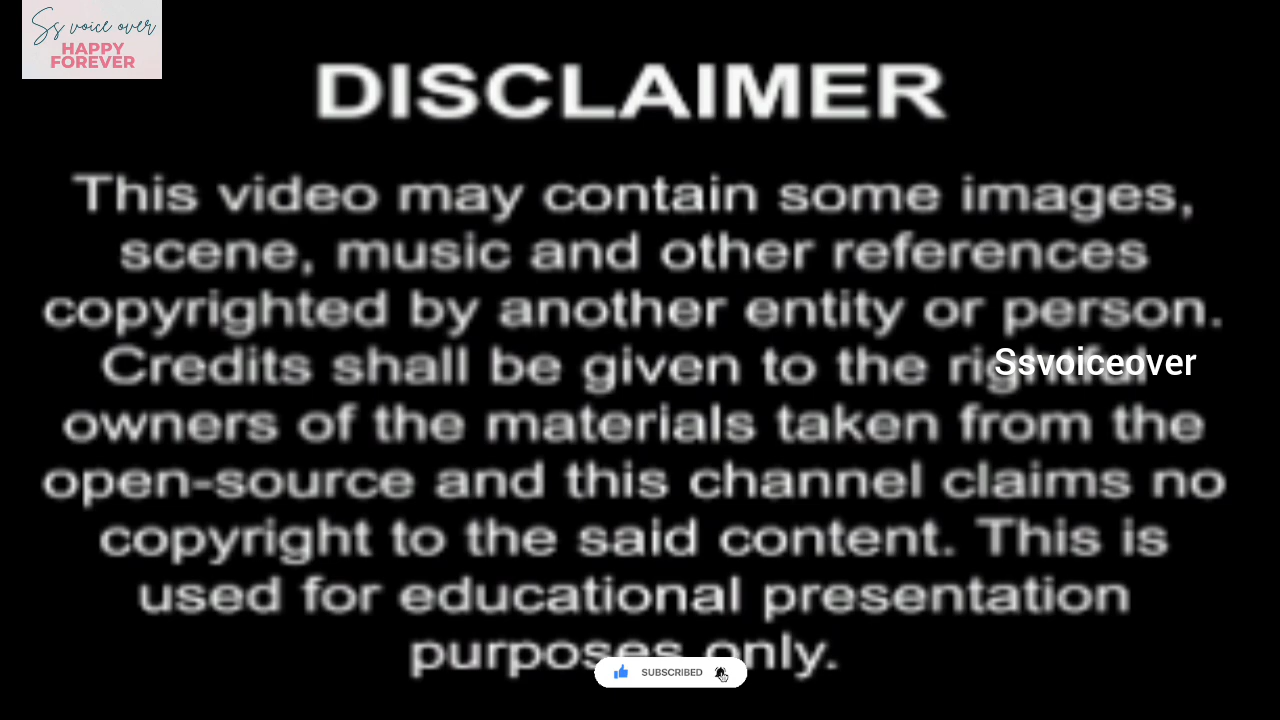 Ss voice over
HAPPY
FOREVER
DISCLAIMER
This video may contain some images,
scene, music and other references
copyrighted by another entity or person.
Credits shall be given to the rightful
Ssvoiceover
owners of the materials taken from the
open-source and this channel claims no
copyright to the said content. This is
used for educational presentation
purposes only.
SUBSCRIBED